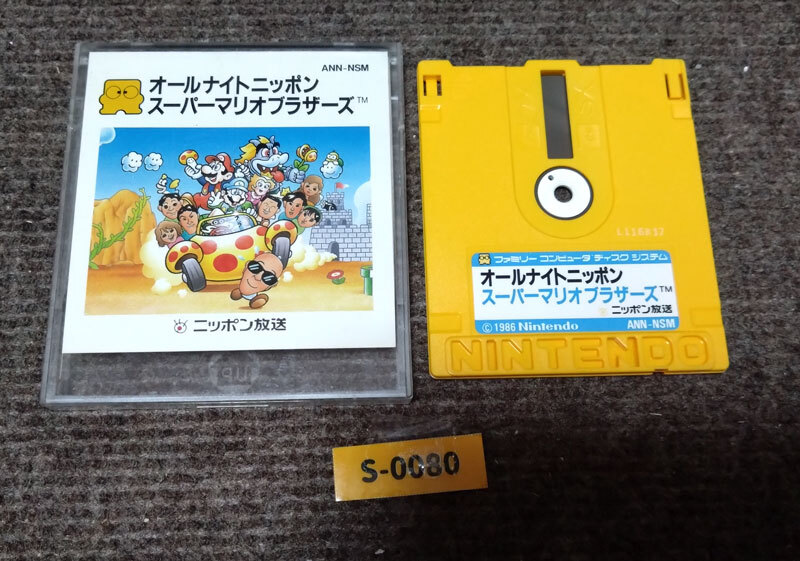 ANN-NSM
オールナイトニッポン
スーパーマリオブラザーズ™
ニッポン放送
L116#37
ファミリー コンピュータ ディスク システム
オールナイトニッポン
スーパーマリオブラザーズ™
ニッポン放送
© 1986 Nintendo ANN-NSM
NINTENDO
S-0080